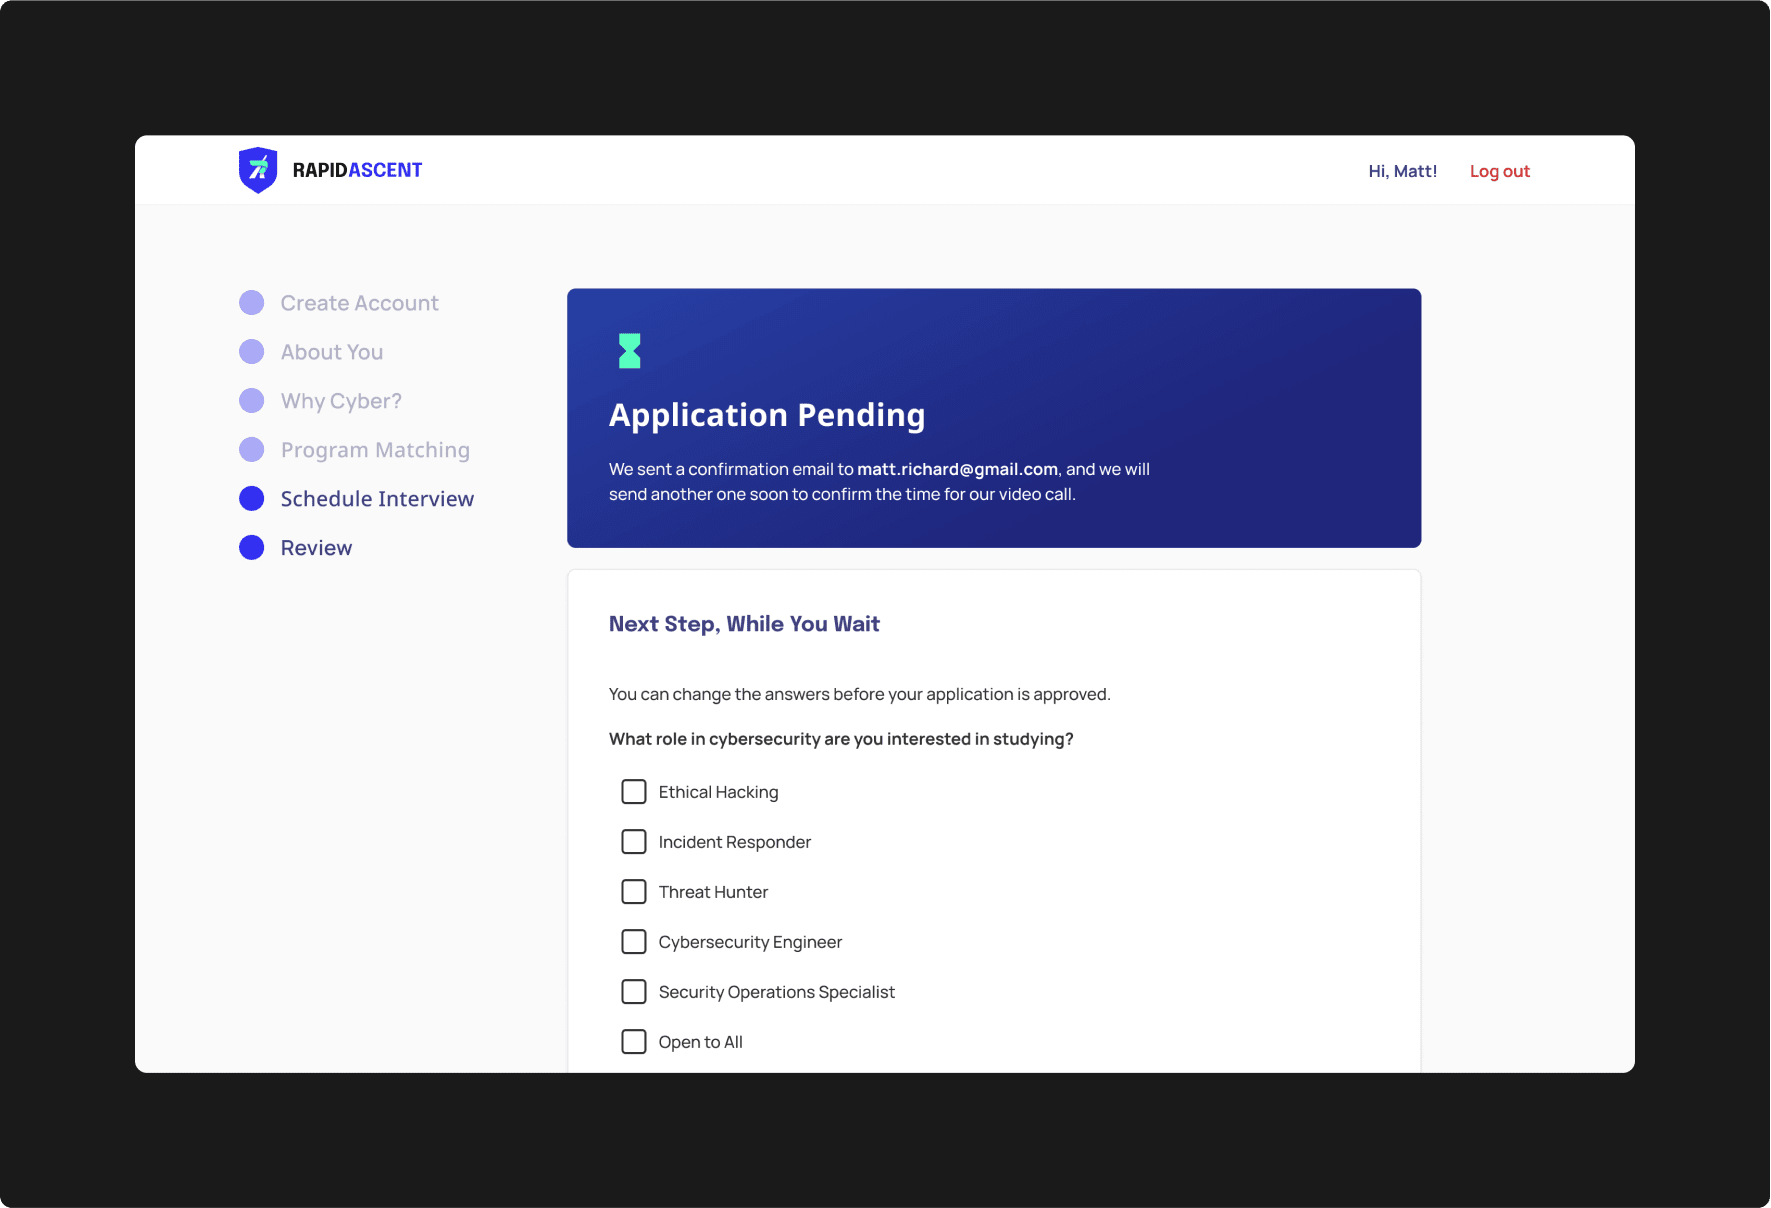 RAPIDASCENT
Hi, Matt!
Log out
Create Account
About You
Why Cyber?
Program Matching
Schedule Interview
Review
Application Pending
We sent a confirmation email to matt.richard@gmail.com, and we will
send another one soon to confirm the time for our video call.
Next Step, While You Wait
You can change the answers before your application is approved.
What role in cybersecurity are you interested in studying?
Ethical Hacking
Incident Responder
Threat Hunter
Cybersecurity Engineer
Security Operations Specialist
Open to All